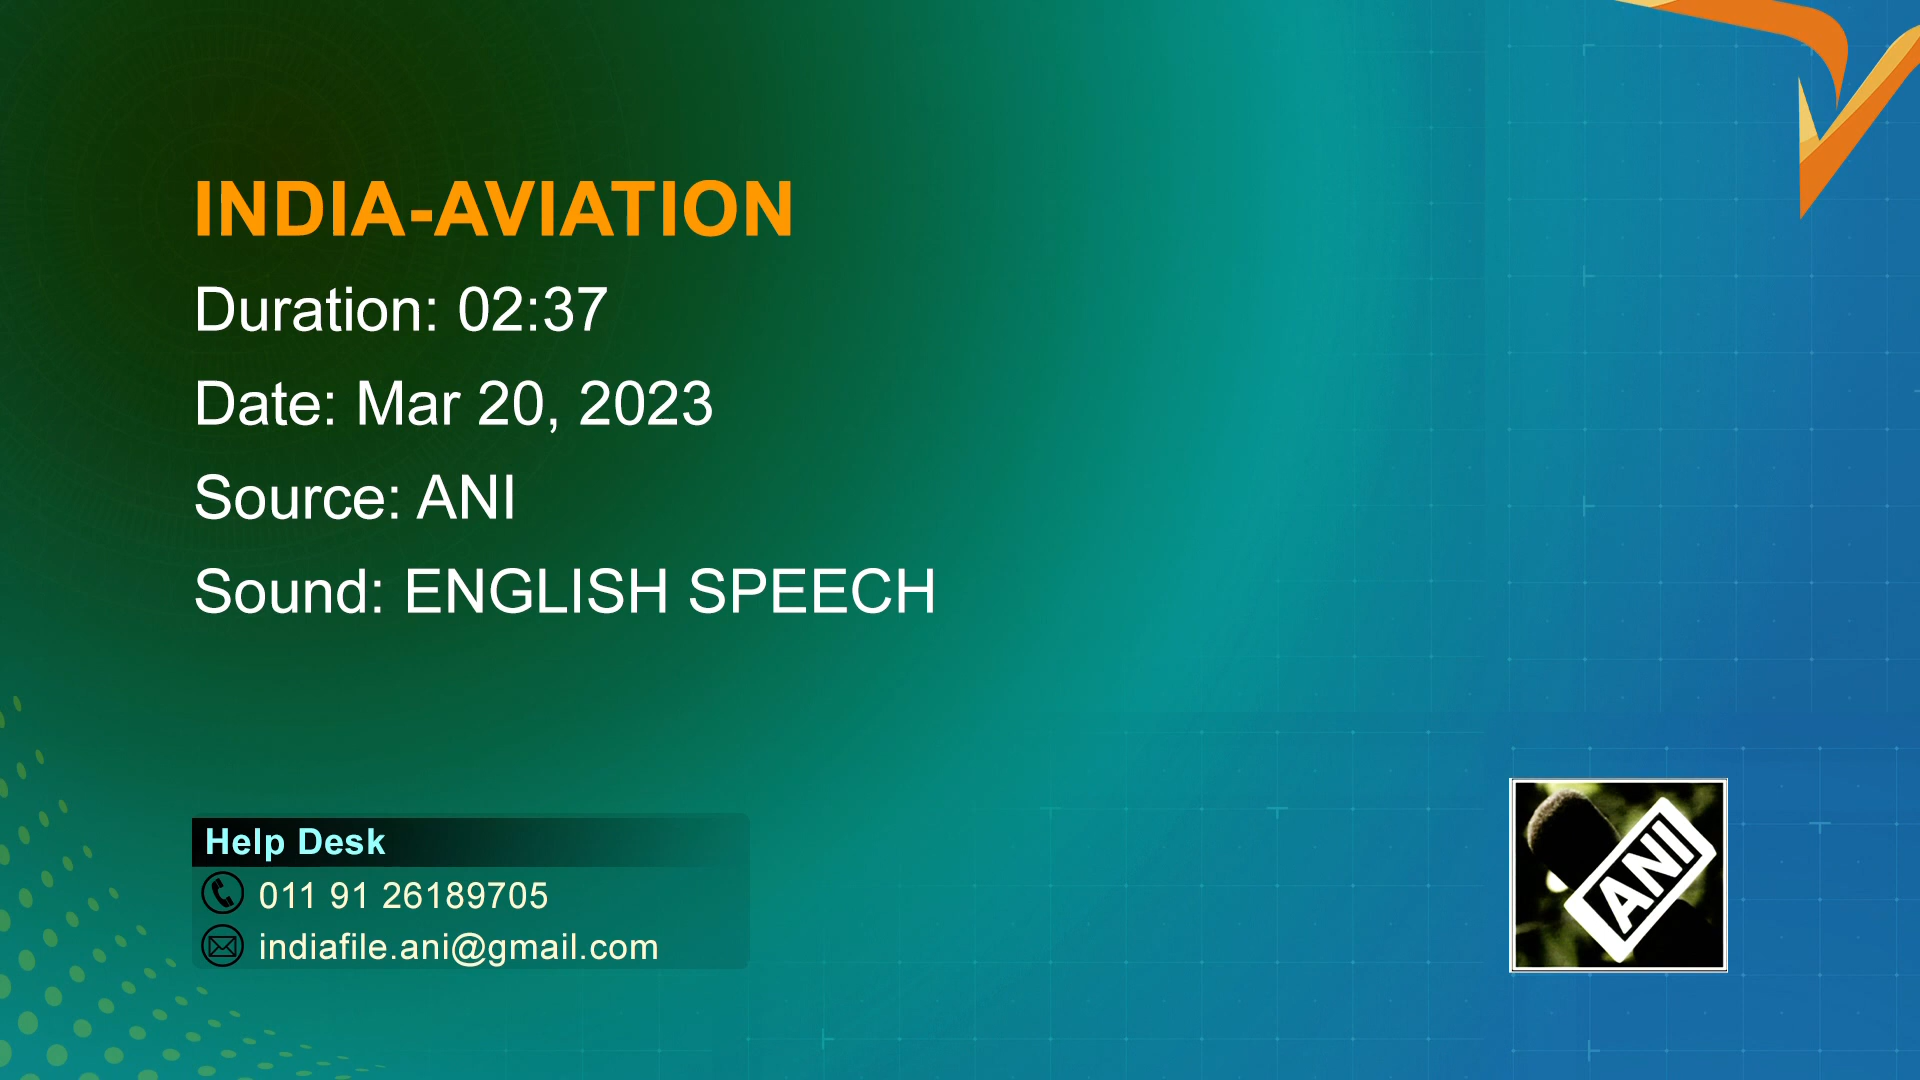 INDIA-AVIATION
Duration: 02:37
Date: Mar 20, 2023
Source: ANI
Sound: ENGLISH SPEECH
Help Desk
011 91 26189705
indiafile.ani@gmail.com
ANI